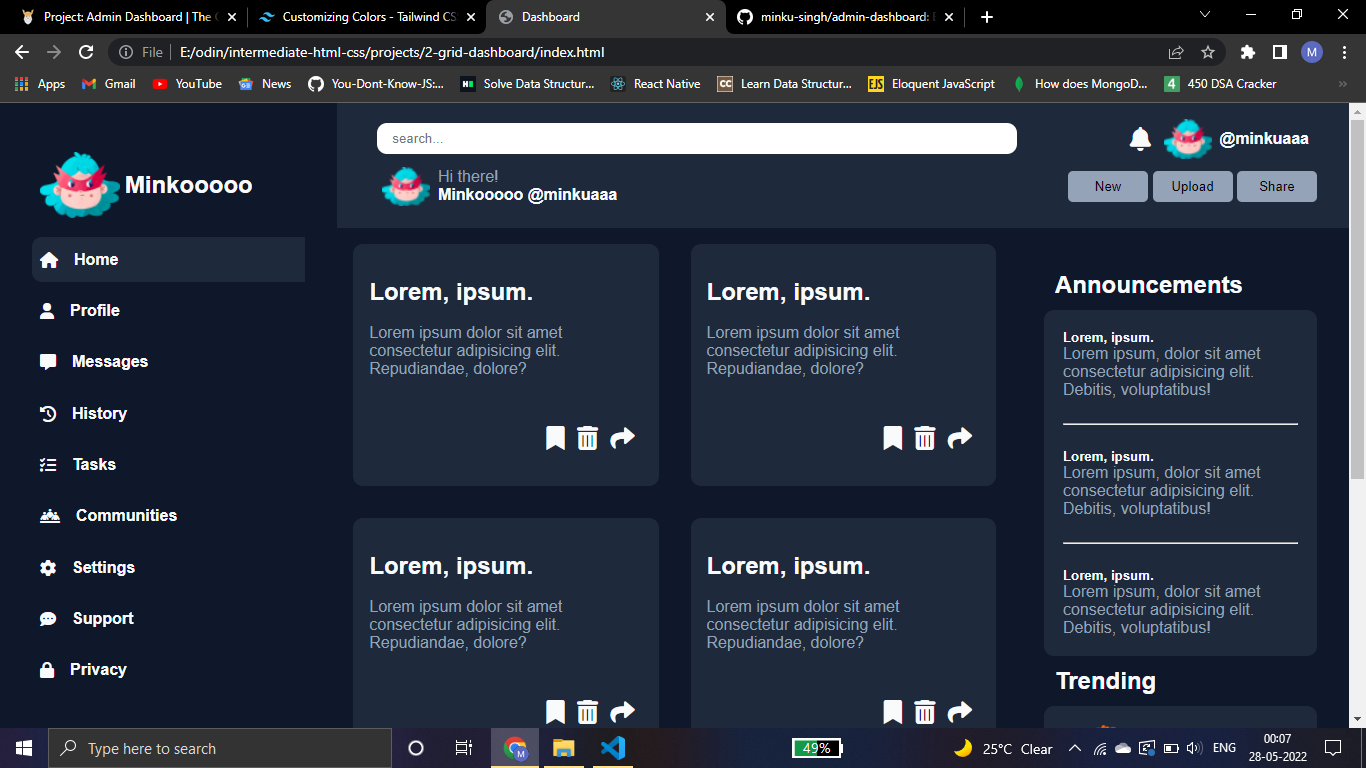 Project: Admin Dashboard | The
Customizing Colors - Tailwind CS
Dashboard
minku-singh/admin-dashboard:
File
E:/odin/intermediate-html-css/projects/2-grid-dashboard/index.html
M
Apps
Gmail
YouTube
News
You-Dont-Know-JS:...
Solve Data Structur...
React Native
CC
Learn Data Structur...
EJS
Eloquent JavaScript
How does MongoD...
4
450 DSA Cracker
»
Minkooooo
Home
Profile
Messages
History
Tasks
Communities
Settings
Support
Privacy
search...
@minkuaaa
Hi there!
Minkooooo @minkuaaa
New
Upload
Share
Lorem, ipsum.
Lorem ipsum dolor sit amet
consectetur adipisicing elit.
Repudiandae, dolore?
Lorem, ipsum.
Lorem ipsum dolor sit amet
consectetur adipisicing elit.
Repudiandae, dolore?
Lorem, ipsum.
Lorem ipsum dolor sit amet
consectetur adipisicing elit.
Repudiandae, dolore?
Lorem, ipsum.
Lorem ipsum dolor sit amet
consectetur adipisicing elit.
Repudiandae, dolore?
Announcements
Lorem, ipsum.
Lorem ipsum, dolor sit amet
consectetur adipisicing elit.
Debitis, voluptatibus!
Lorem, ipsum.
Lorem ipsum, dolor sit amet
consectetur adipisicing elit.
Debitis, voluptatibus!
Lorem, ipsum.
Lorem ipsum, dolor sit amet
consectetur adipisicing elit.
Debitis, voluptatibus!
Trending
Type here to search
M
49%
25°C Clear
ENG
00:07
28-05-2022